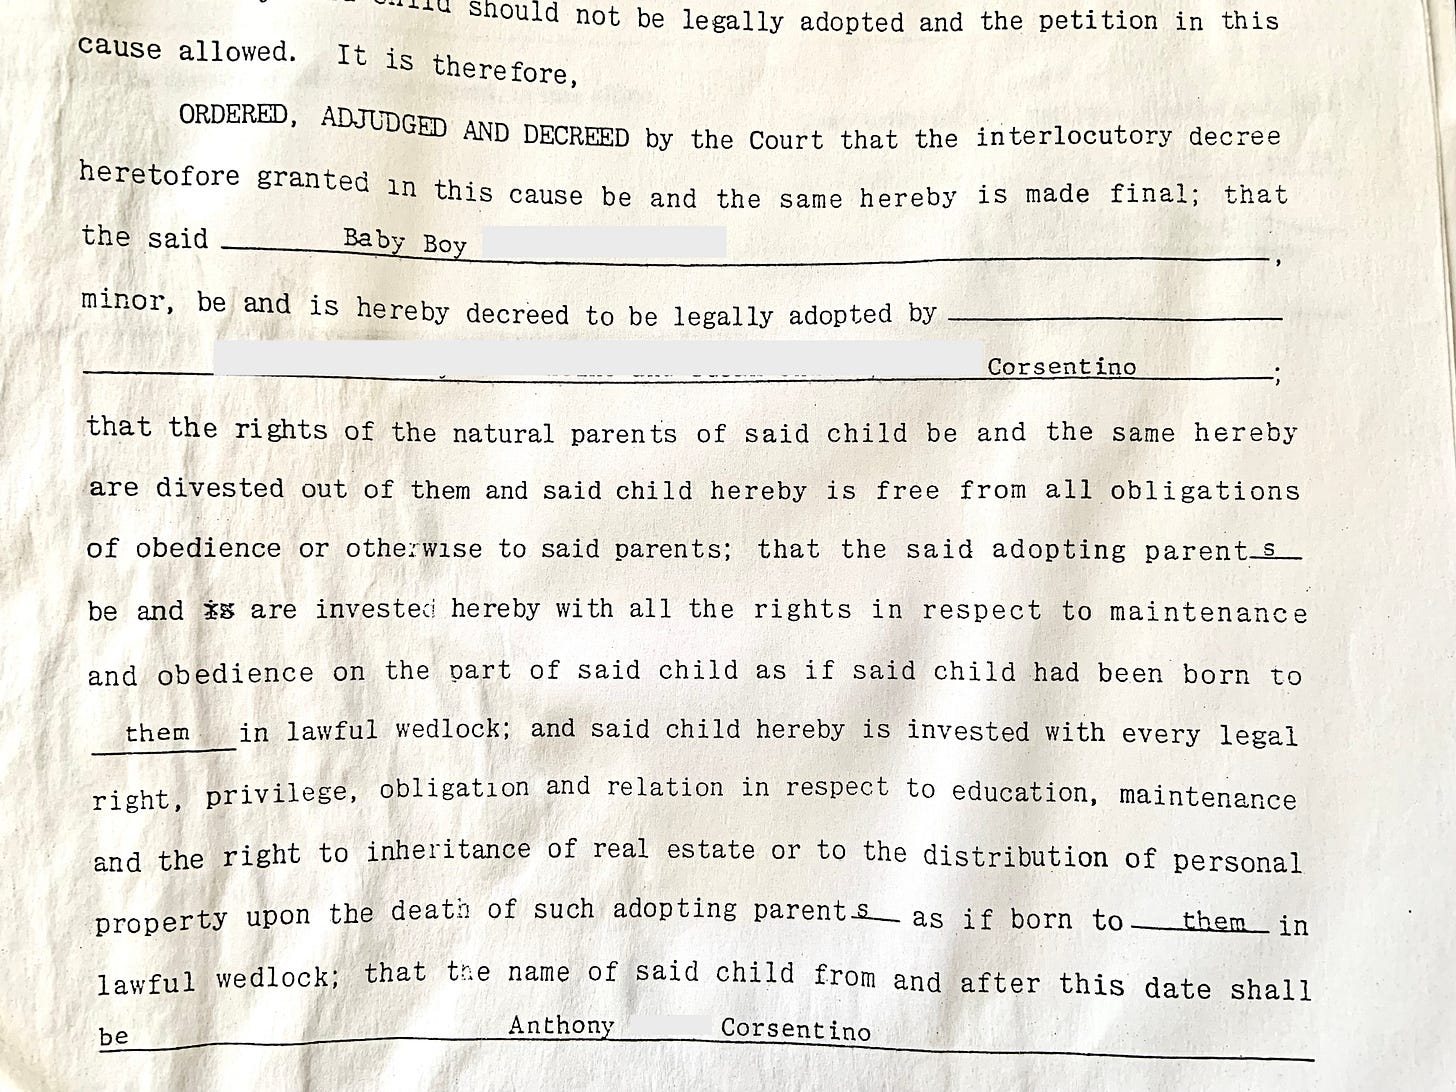 should not be legally adopted and the petition in this
cause allowed. It is therefore,
ORDERED, ADJUDGED AND DECREED by the Court that the interlocutory decree
heretofore granted in this cause be and the same hereby is made final; that
the said Baby Boy ,
minor, be and is hereby decreed to be legally adopted by
Corsentino ;
that the rights of the natural parents of said child be and the same hereby
are divested out of them and said child hereby is free from all obligations
of obedience or otherwise to said parents; that the said adopting parent s
be and is are invested hereby with all the rights in respect to maintenance
and obedience on the part of said child as if said child had been born to
them in lawful wedlock; and said child hereby is invested with every legal
right, privilege, obligation and relation in respect to education, maintenance
and the right to inheritance of real estate or to the distribution of personal
property upon the death of such adopting parent s as if born to them in
lawful wedlock; that the name of said child from and after this date shall
be Anthony Corsentino